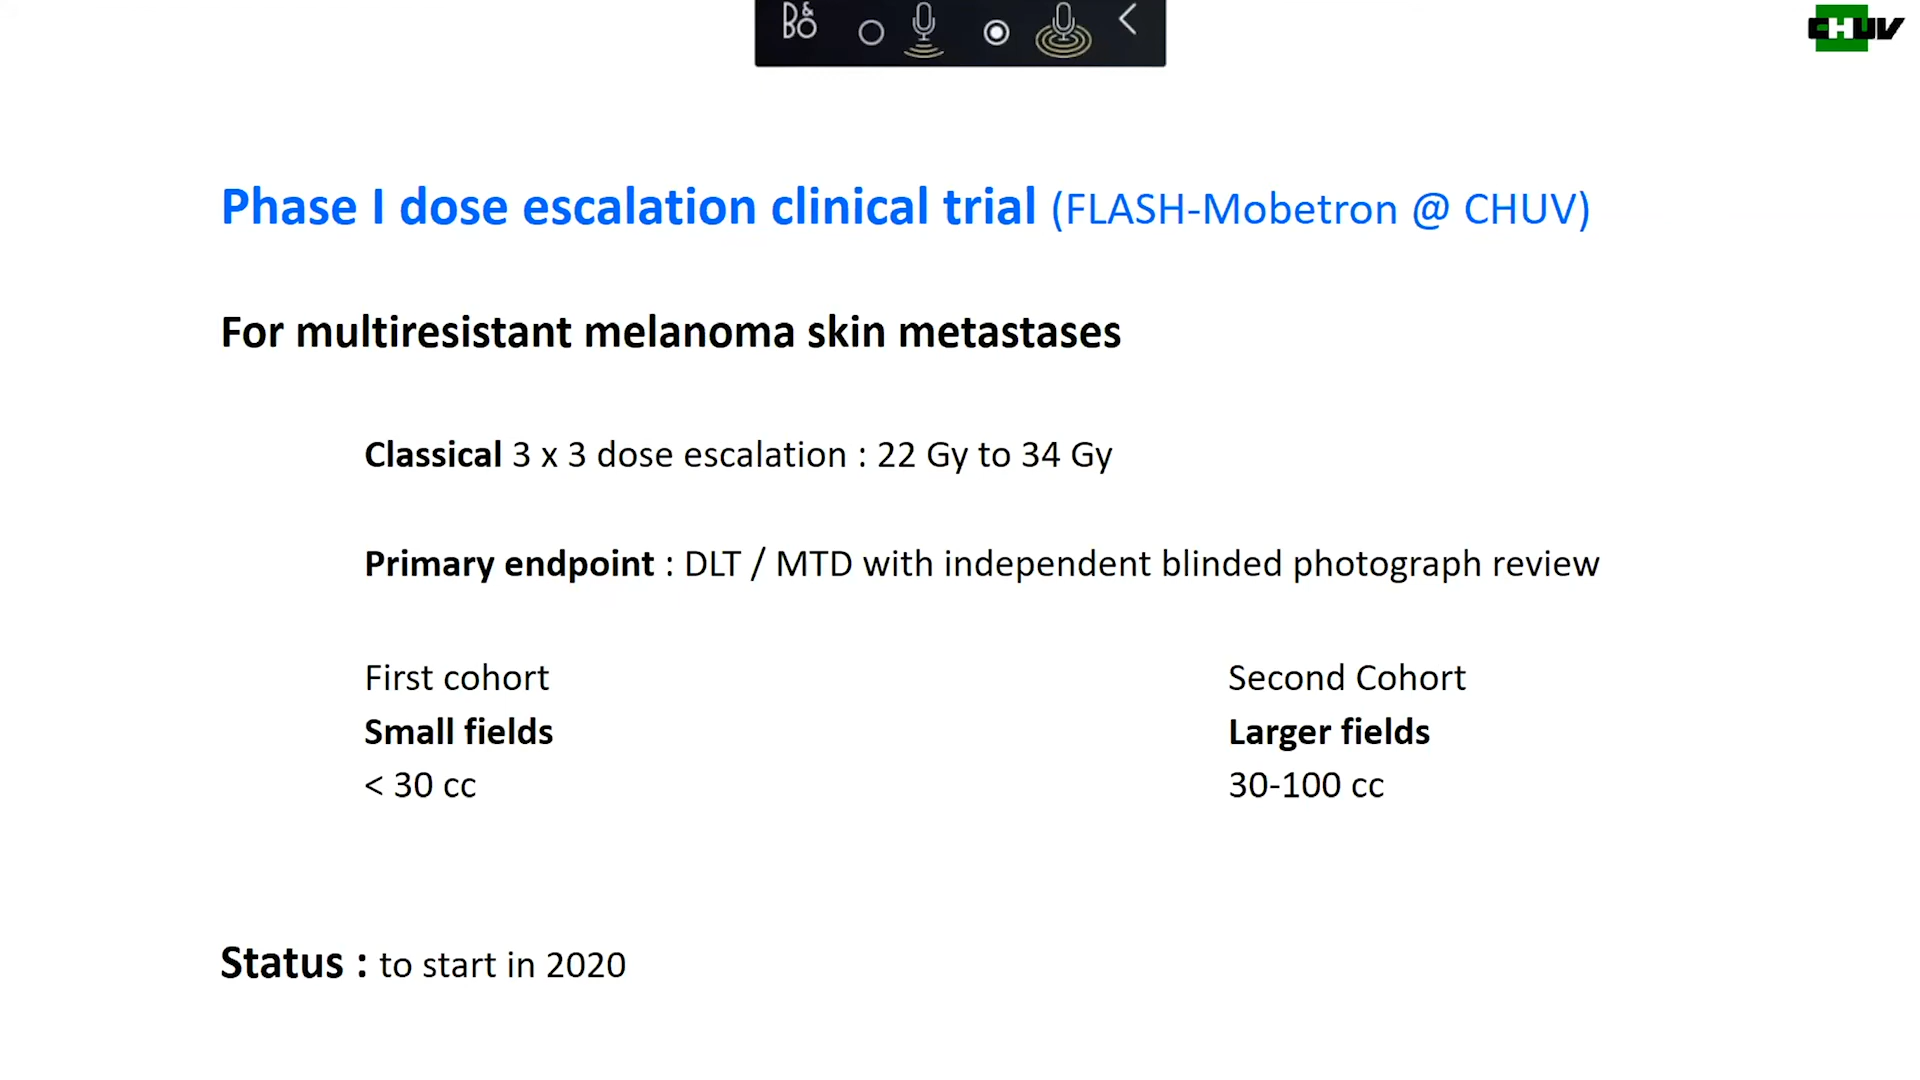 B&O
CHUV
Phase I dose escalation clinical trial (FLASH-Mobetron @ CHUV)
For multiresistant melanoma skin metastases
Classical 3 x 3 dose escalation : 22 Gy to 34 Gy
Primary endpoint : DLT / MTD with independent blinded photograph review
First cohort
Small fields
< 30 cc
Second Cohort
Larger fields
30-100 cc
Status : to start in 2020